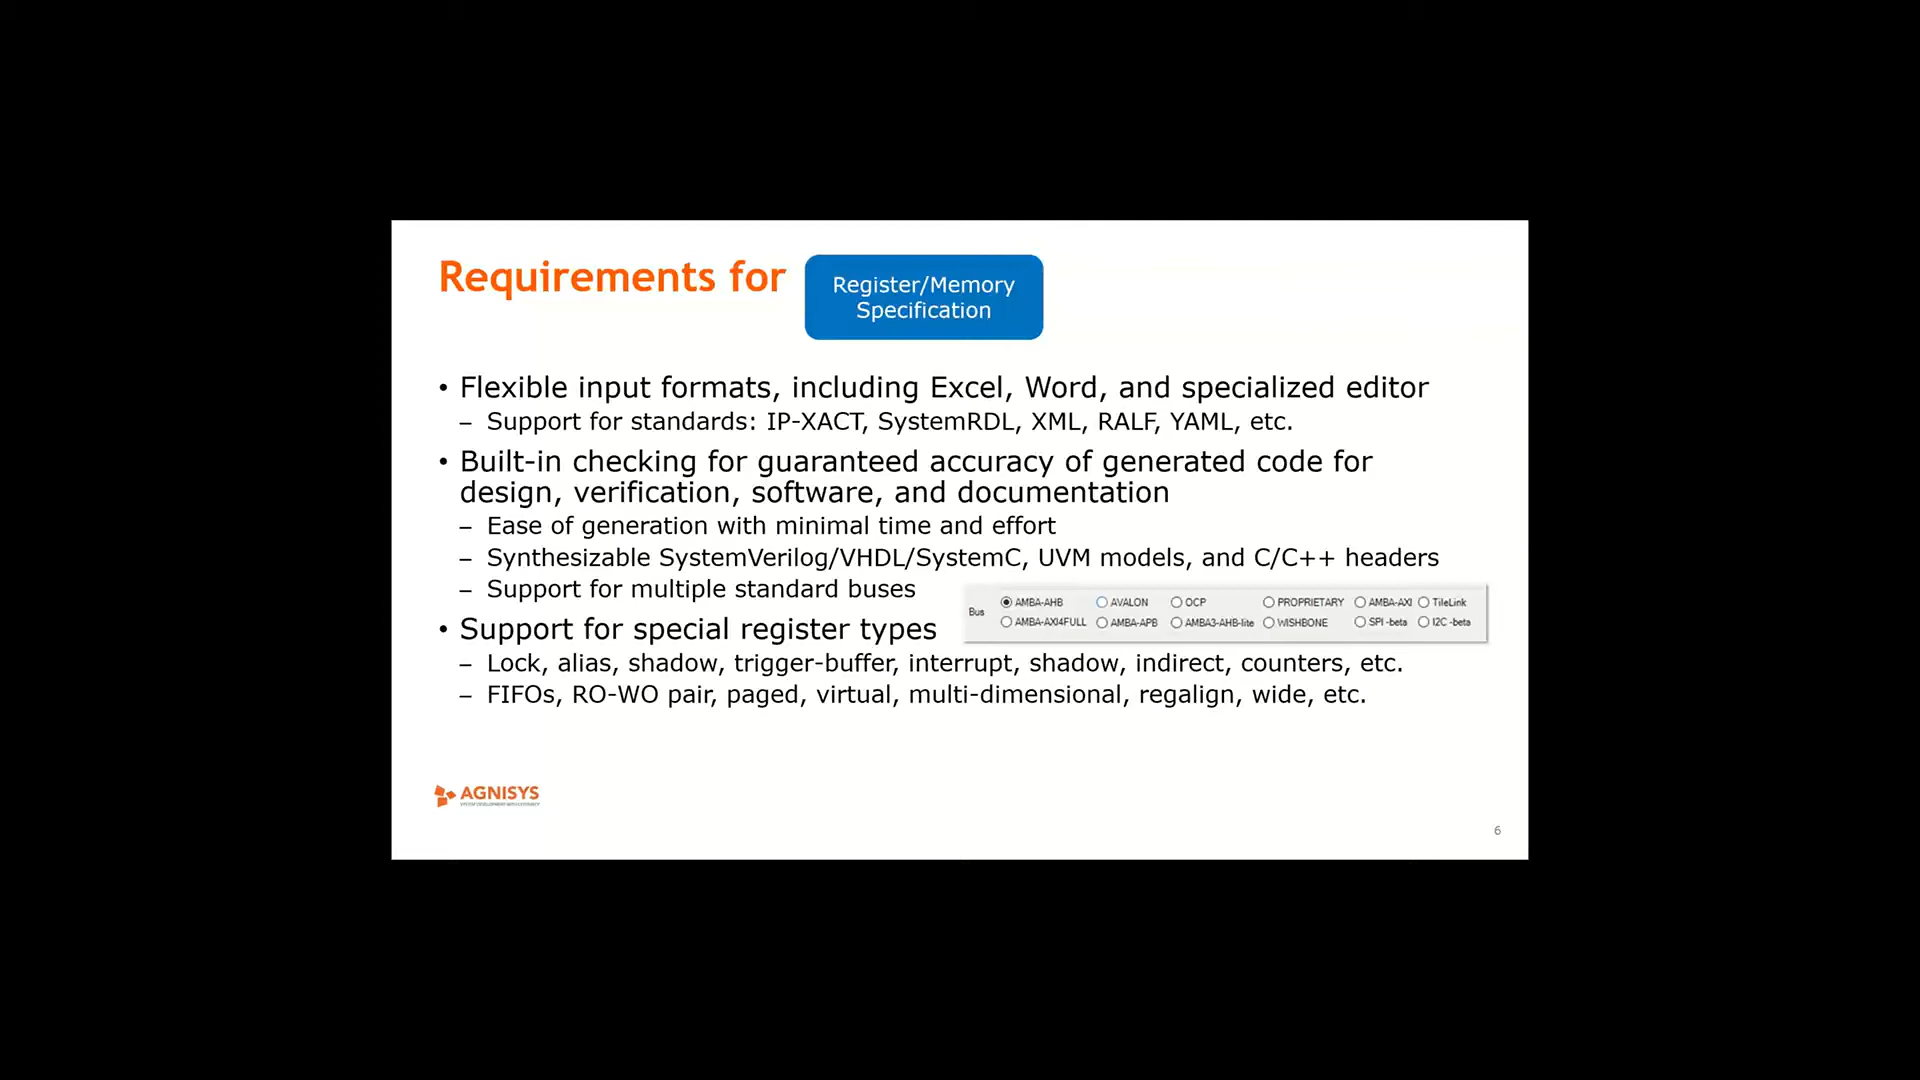 Requirements for
Register/Memory
Specification
• Flexible input formats, including Excel, Word, and specialized editor
– Support for standards: IP-XACT, SystemRDL, XML, RALF, YAML, etc.
• Built-in checking for guaranteed accuracy of generated code for
design, verification, software, and documentation
– Ease of generation with minimal time and effort
– Synthesizable SystemVerilog/VHDL/SystemC, UVM models, and C/C++ headers
– Support for multiple standard buses
Bus
AMBA-AHB AVALON OCP PROPRIETARY AMBA-AXI TileLink
AMBA-AXI4FULL AMBA-APB AMBA3-AHB-lite WISHBONE SPI -beta I2C -beta
• Support for special register types
– Lock, alias, shadow, trigger-buffer, interrupt, shadow, indirect, counters, etc.
– FIFOs, RO-WO pair, paged, virtual, multi-dimensional, regalign, wide, etc.
AGNISYS
6